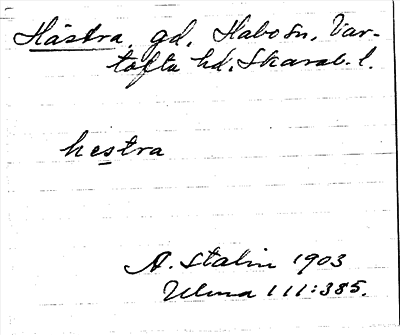 Hästra, gd, Habo sn, Var-
tofta hd, Skarab. l.
hestra
A. Stalin 1903
Ulma 111:385.